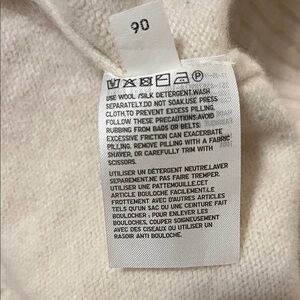 90
USE WOOL /SILK DETERGENT.WASH
SEPARATELY.DO NOT SOAK.USE PRESS
CLOTH.TO PREVENT EXCESS PILLING,
FOLLOW THESE PRECAUTIONS:AVOID
RUBBING FROM BAGS OR BELTS.
EXCESSIVE FRICTION CAN EXACERBATE
PILLING. REMOVE PILLING WITH A FABRIC
SHAVER, OR CAREFULLY TRIM WITH
SCISSORS.
UTILISER UN DETERGENT NEUTRE,LAVER
SEPAREMENT.NE PAS FAIRE TREMPER.
UTILISER UNE PATTEMOUILLE.CET
ARTICLE BOULOCHE FACILEMENT.LE
FROTTEMENT AVEC D'AUTRES ARTICLES
TELS QU'UN SAC OU UNE CEINTURE FAIT
BOULOCHER ; POUR ENLEVER LES
BOULOCHES, COUPER SOIGNEUSEMENT
AVEC DES CISEAUX OU UTILISER UN
RASOIR ANTI BOULOCHE.